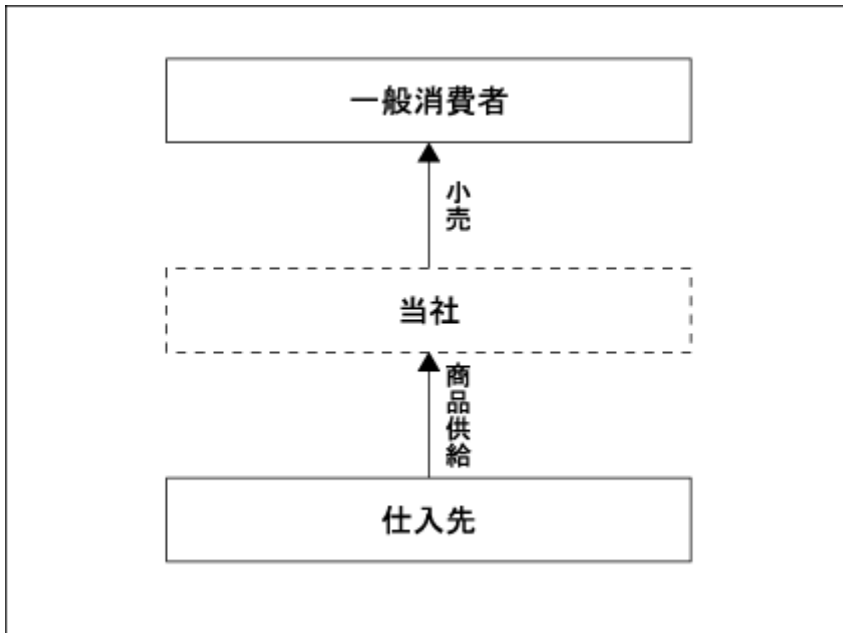 一般消費者
小売
当社
商品供給
仕入先